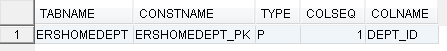 TABNAME CONSTNAME TYPE COLSEQ COLNAME
1 ERSHOMEDEPT ERSHOMEDEPT_PK P 1 DEPT_ID